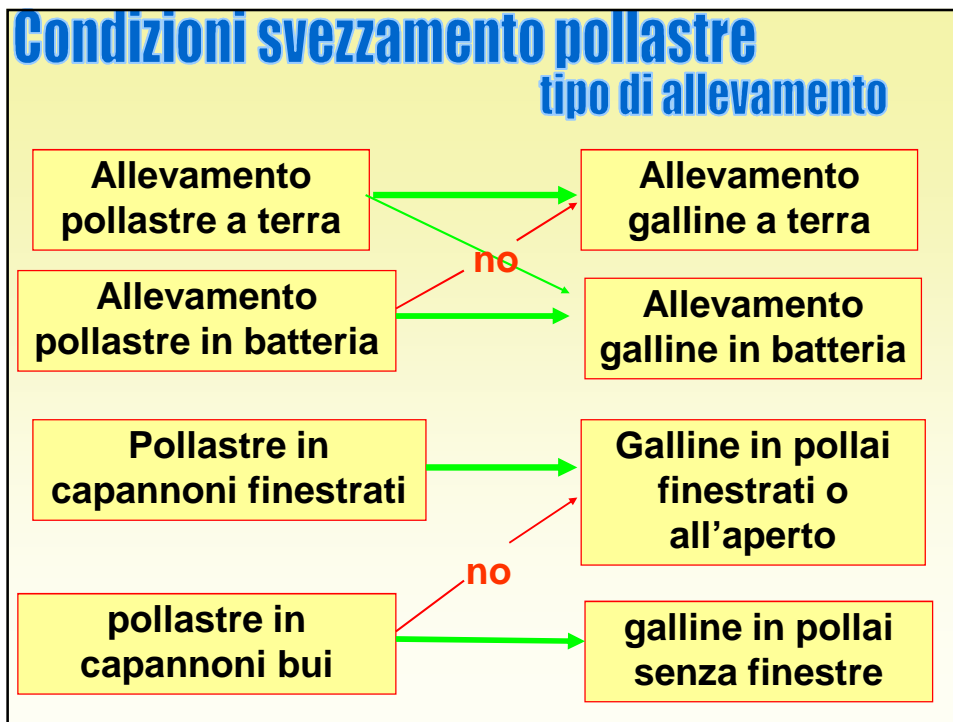 Condizioni svezzamento pollastre
tipo di allevamento
Allevamento
pollastre a terra
Allevamento
galline a terra
no
Allevamento
pollastre in batteria
Allevamento
galline in batteria
Pollastre in
capannoni finestrati
Galline in pollai
finestrati o
all’aperto
no
pollastre in
capannoni bui
galline in pollai
senza finestre